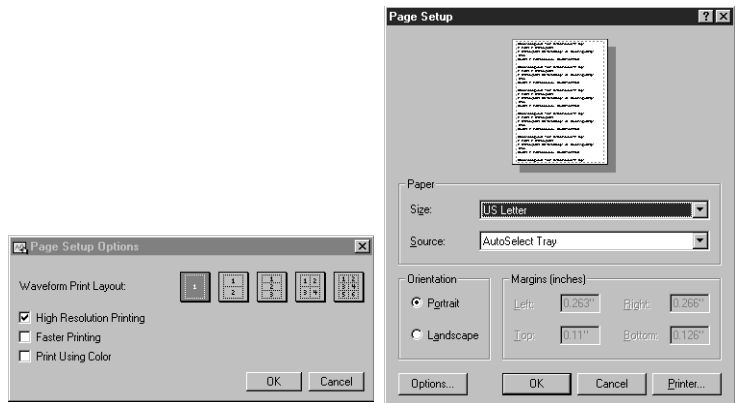 Page Setup Options
Waveform Print Layout:
1
1
2
1
2
3
1 2
3 4
1 2
3 4
5 6
High Resolution Printing
Faster Printing
Print Using Color
OK Cancel
Page Setup
Paper
Size: US Letter
Source: AutoSelect Tray
Orientation
Portrait
Landscape
Margins (inches)
Left: 0.263" Right: 0.266"
Top: 0.11" Bottom: 0.126"
Options... OK Cancel Printer...